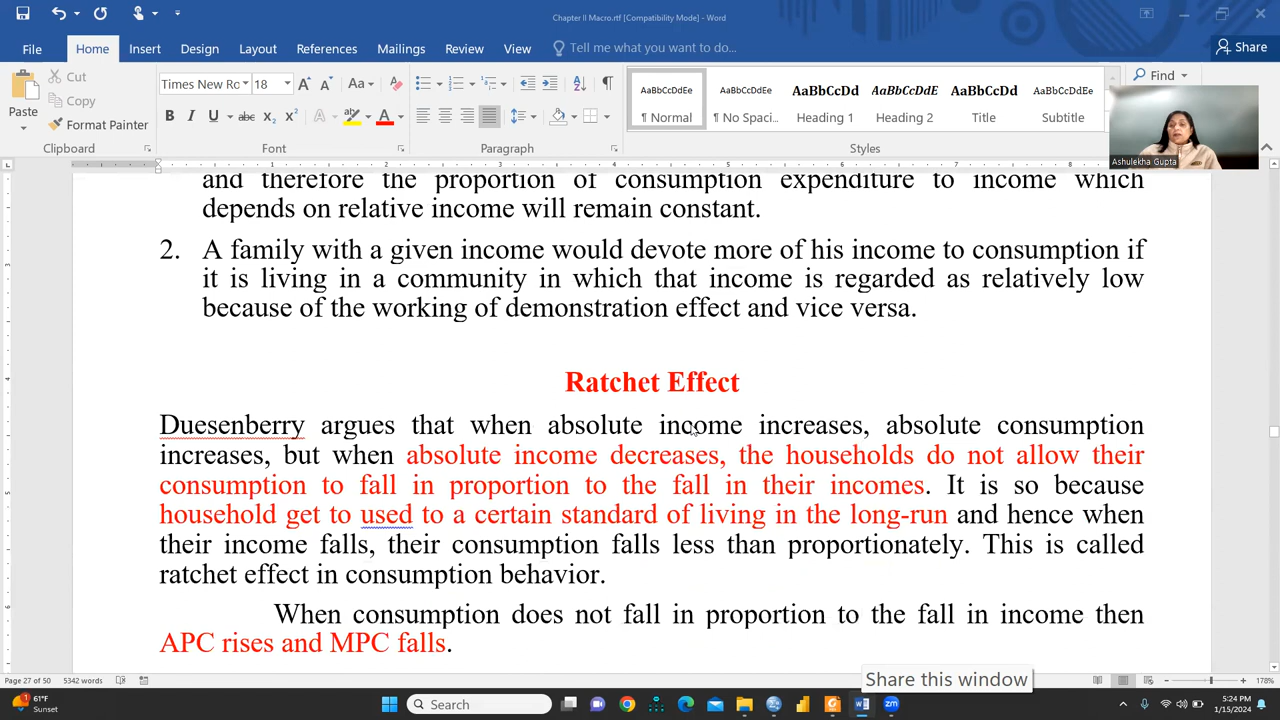 Chapter II Macro.rtf [Compatibility Mode] - Word
File Home Insert Design Layout References Mailings Review View Tell me what you want to do... Share
Paste
Cut
Copy
Format Painter
Clipboard
Times New Ro 18
Font
Paragraph
AaBbCcDdEe AaBbCcDdEe AaBbCcDd AaBbCcDdE AaBbCcDd AaBbCcDdEe
¶ Normal ¶ No Spaci... Heading 1 Heading 2 Title Subtitle
Styles
Find
Ashulekha Gupta
and therefore the proportion of consumption expenditure to income which
depends on relative income will remain constant.
2. A family with a given income would devote more of his income to consumption if
it is living in a community in which that income is regarded as relatively low
because of the working of demonstration effect and vice versa.
Ratchet Effect
Duesenberry argues that when absolute income increases, absolute consumption
increases, but when absolute income decreases, the households do not allow their
consumption to fall in proportion to the fall in their incomes. It is so because
household get to used to a certain standard of living in the long-run and hence when
their income falls, their consumption falls less than proportionately. This is called
ratchet effect in consumption behavior.
When consumption does not fall in proportion to the fall in income then
APC rises and MPC falls.
Share this window
Page 27 of 50 5342 words 178%
61°F
Sunset
Search
5:24 PM
1/15/2024